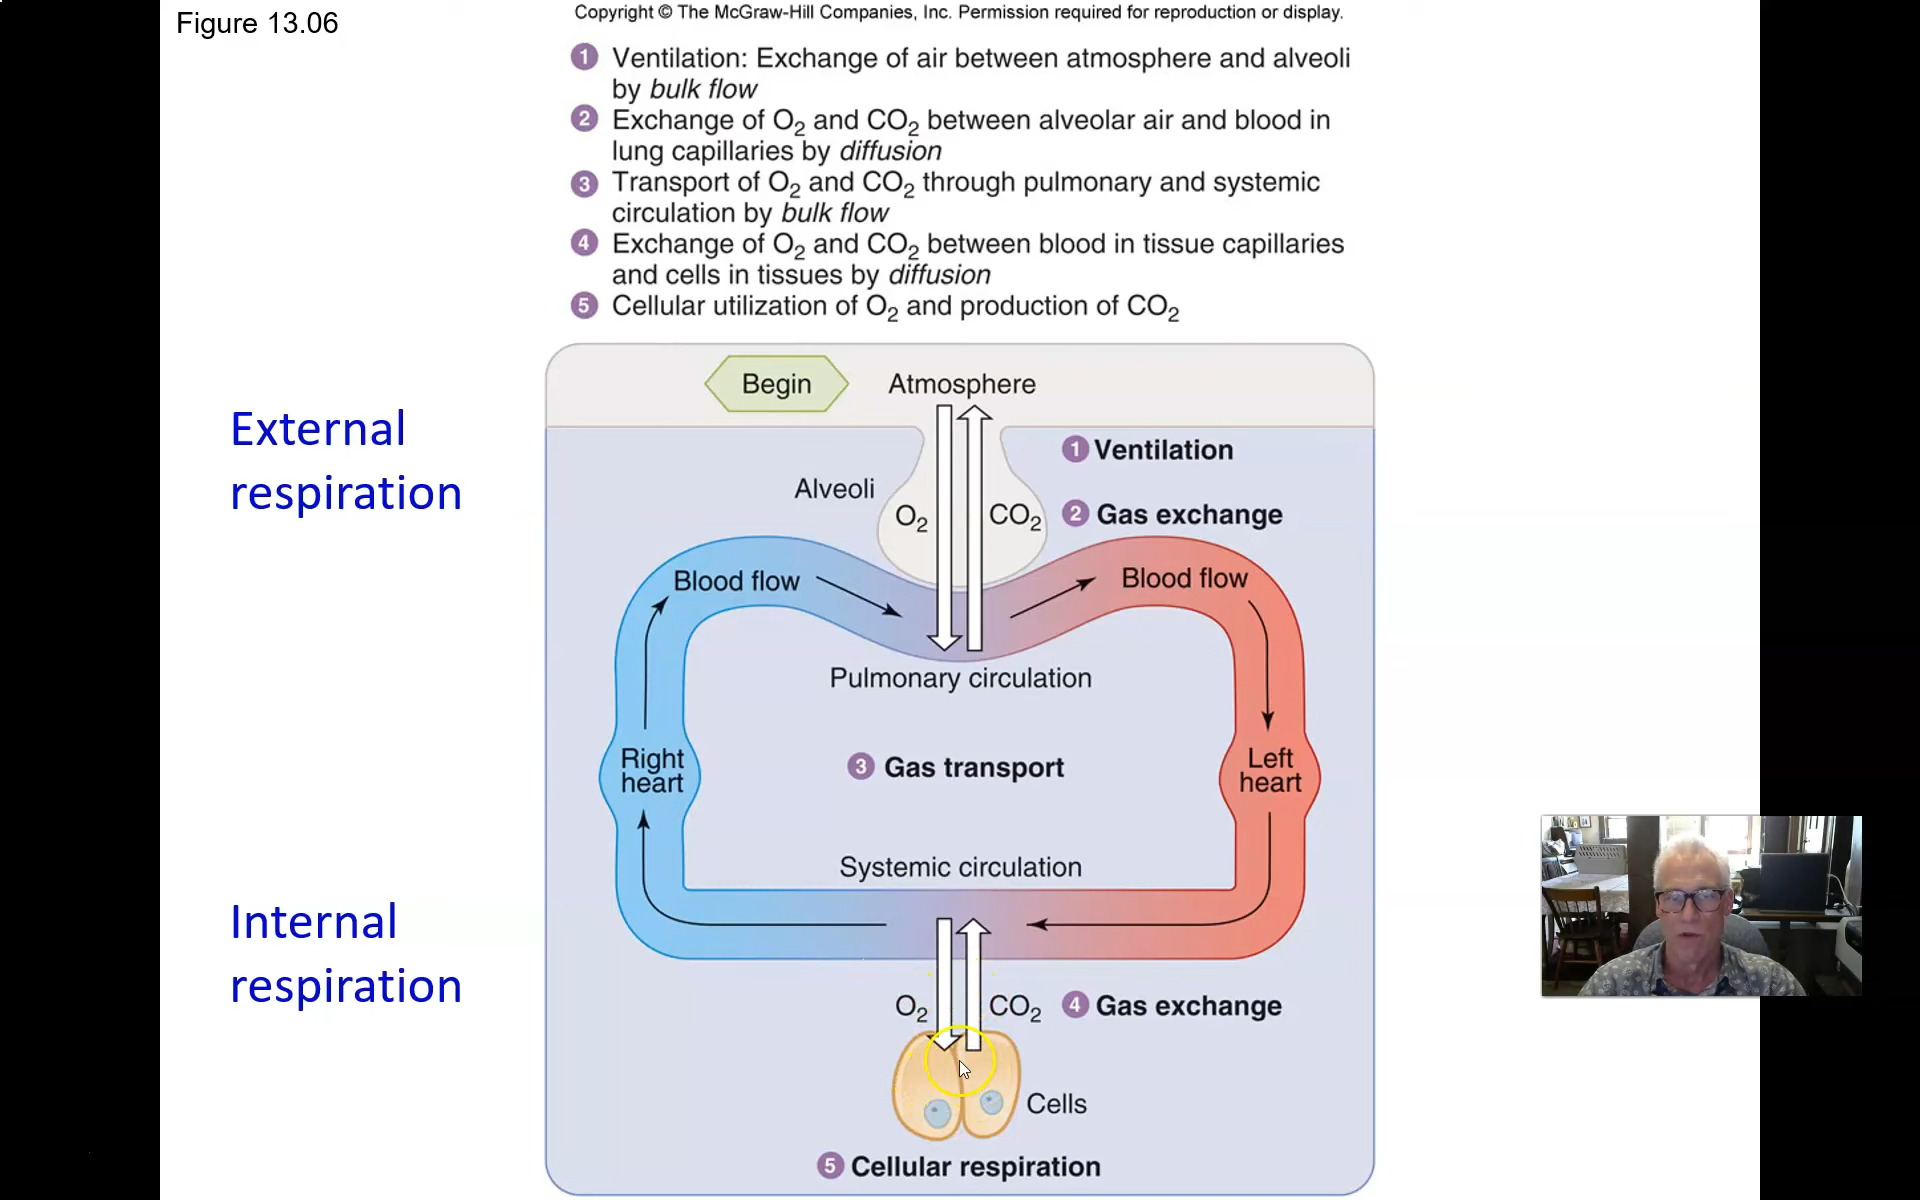 Figure 13.06
Copyright © The McGraw-Hill Companies, Inc. Permission required for reproduction or display.
1 Ventilation: Exchange of air between atmosphere and alveoli
by bulk flow
2 Exchange of O₂ and CO₂ between alveolar air and blood in
lung capillaries by diffusion
3 Transport of O₂ and CO₂ through pulmonary and systemic
circulation by bulk flow
4 Exchange of O₂ and CO₂ between blood in tissue capillaries
and cells in tissues by diffusion
5 Cellular utilization of O₂ and production of CO₂
Begin
Atmosphere
External
respiration
1 Ventilation
Alveoli
O₂
CO₂
2 Gas exchange
Blood flow
Blood flow
Pulmonary circulation
Right
heart
3 Gas transport
Left
heart
Systemic circulation
Internal
respiration
O₂
CO₂
4 Gas exchange
Cells
5 Cellular respiration